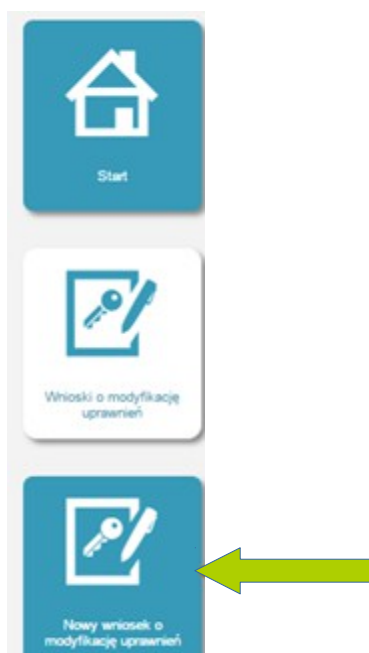 Start
Wnioski o modyfikację
uprawnień
Nowy wniosek o
modyfikację uprawnień